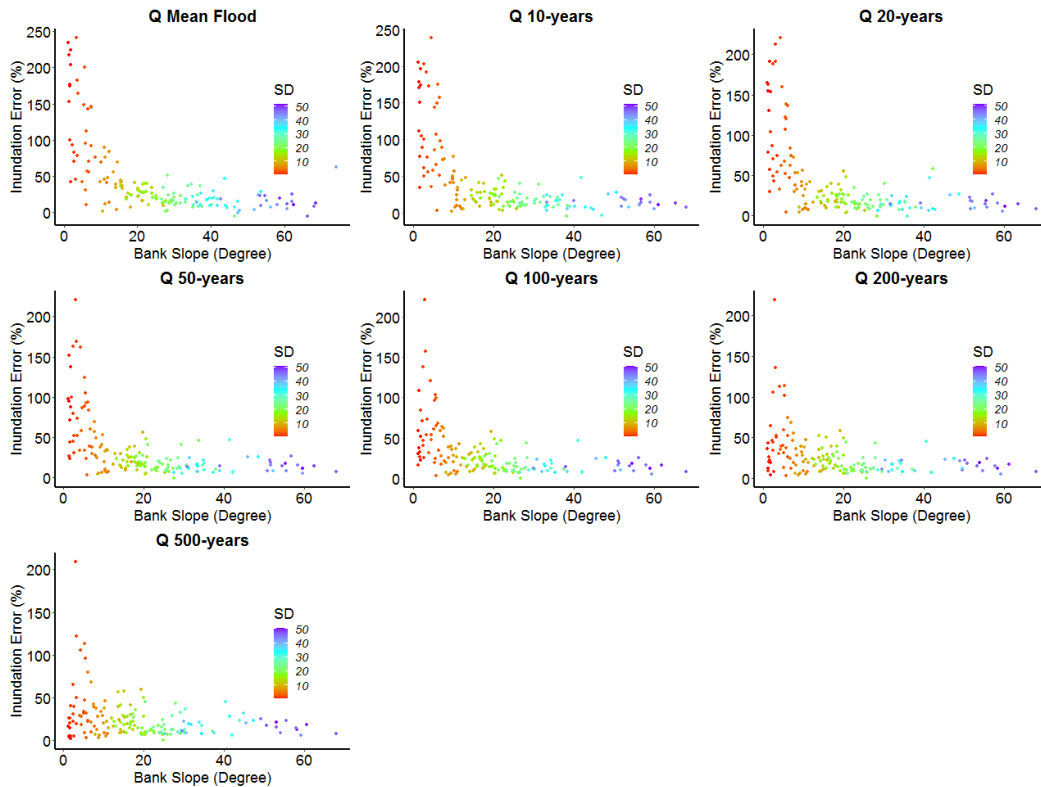 Q Mean Flood
Inundation Error (%)
250
200
150
100
50
0
0 20 40 60
Bank Slope (Degree)
SD
50
40
30
20
10
Q 10-years
Inundation Error (%)
250
200
150
100
50
0
0 20 40 60
Bank Slope (Degree)
SD
50
40
30
20
10
Q 20-years
Inundation Error (%)
200
150
100
50
0
0 20 40 60
Bank Slope (Degree)
SD
50
40
30
20
10
Q 50-years
Inundation Error (%)
200
150
100
50
0
0 20 40 60
Bank Slope (Degree)
SD
50
40
30
20
10
Q 100-years
Inundation Error (%)
200
150
100
50
0
0 20 40 60
Bank Slope (Degree)
SD
50
40
30
20
10
Q 200-years
Inundation Error (%)
200
150
100
50
0
0 20 40 60
Bank Slope (Degree)
SD
50
40
30
20
10
Q 500-years
Inundation Error (%)
200
150
100
50
0
0 20 40 60
Bank Slope (Degree)
SD
50
40
30
20
10